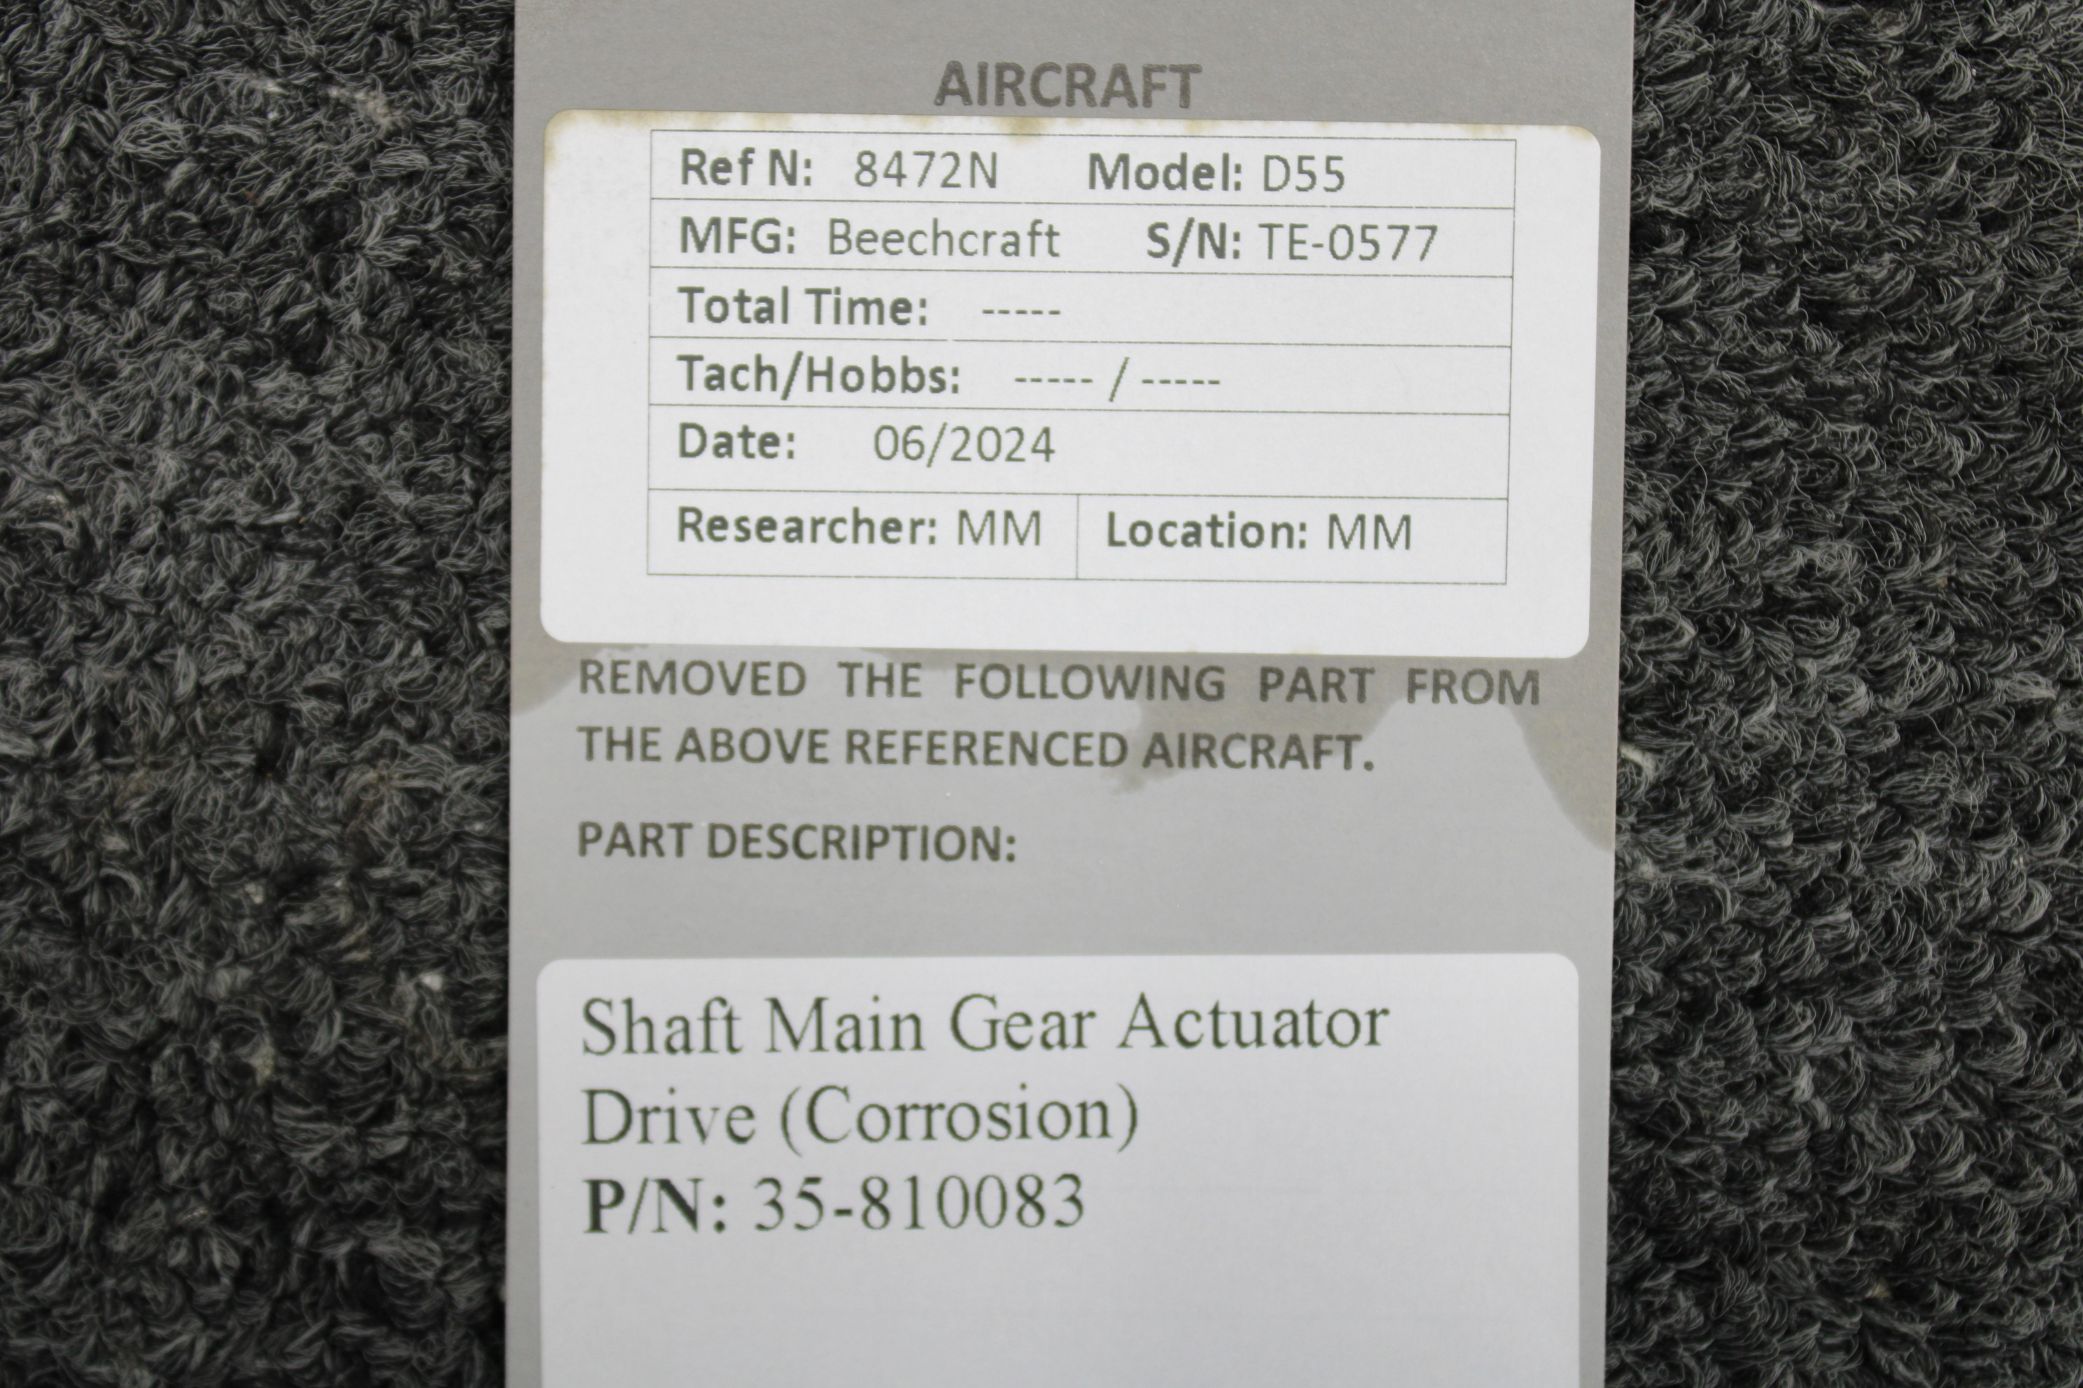 AIRCRAFT
Ref N: 8472N Model: D55
MFG: Beechcraft S/N: TE-0577
Total Time: -----
Tach/Hobbs: ----- / -----
Date: 06/2024
Researcher: MM Location: MM
REMOVED THE FOLLOWING PART FROM
THE ABOVE REFERENCED AIRCRAFT.
PART DESCRIPTION:
Shaft Main Gear Actuator
Drive (Corrosion)
P/N: 35-810083